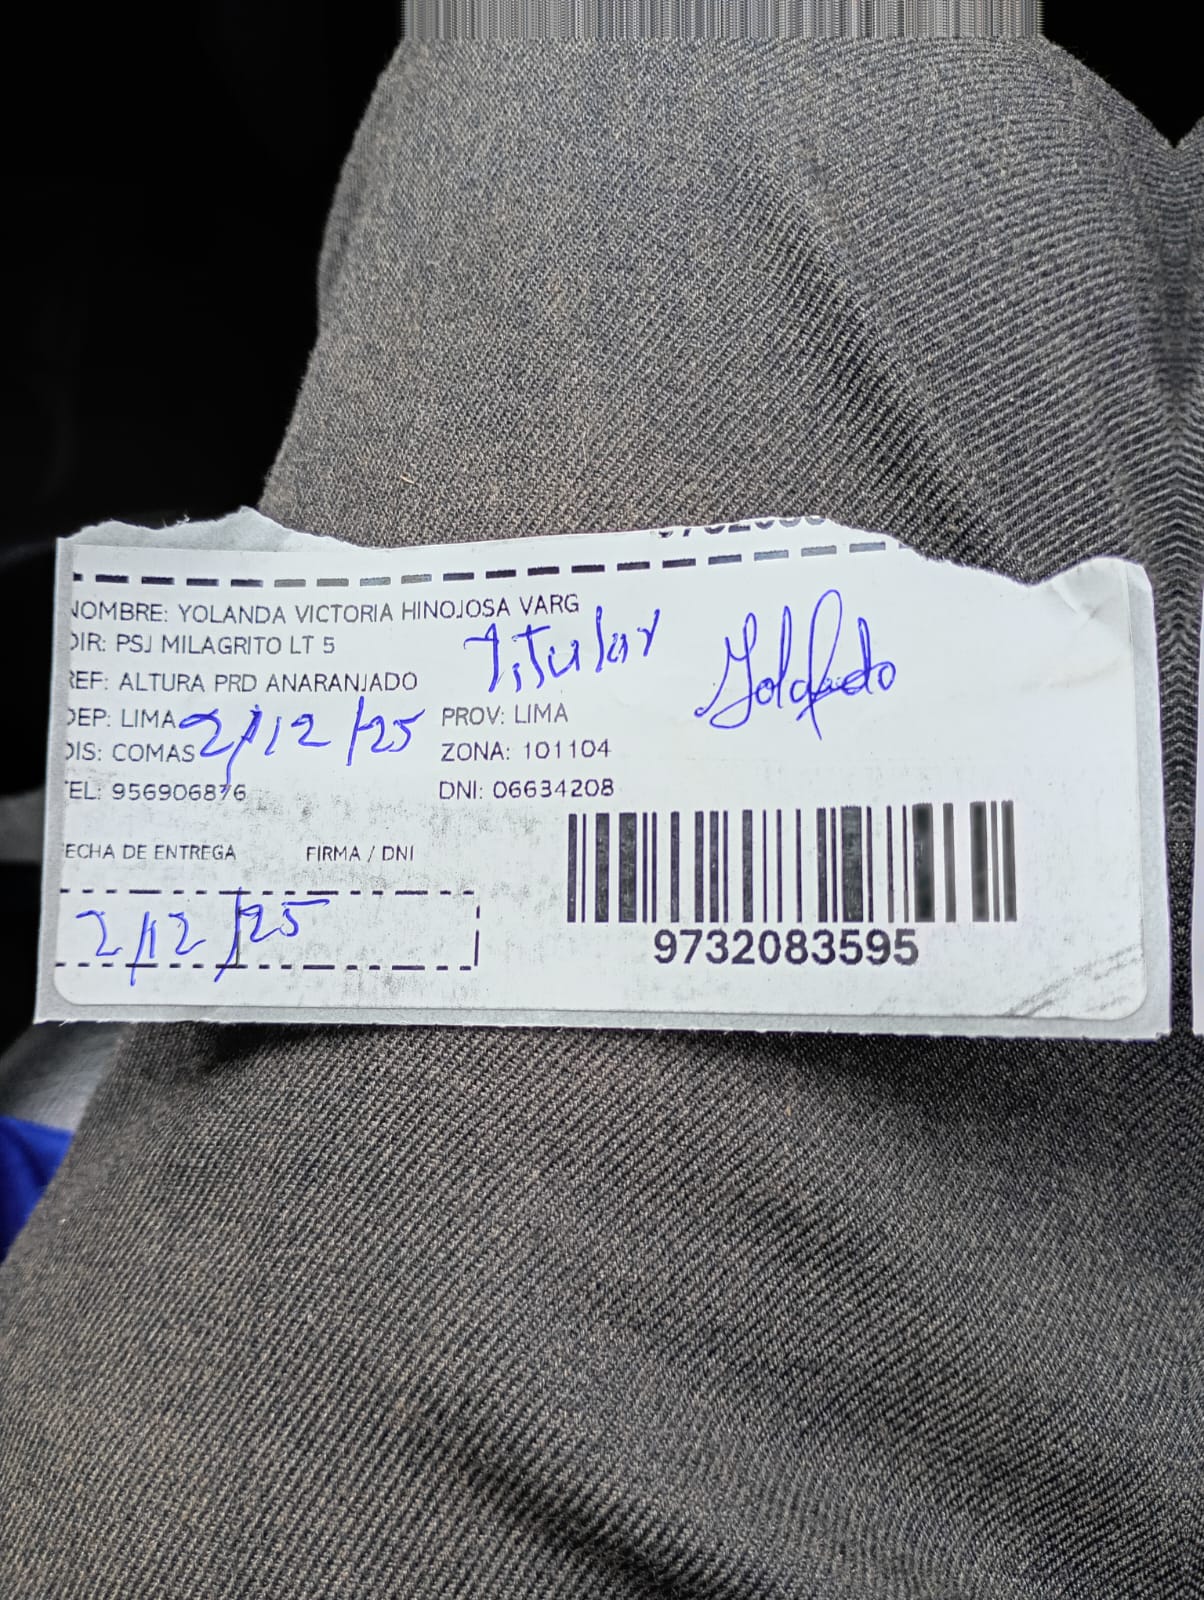 NOMBRE: YOLANDA VICTORIA HINOJOSA VARG
DIR: PSJ MILAGRITO LT 5
Titular
REF: ALTURA PRD ANARANJADO
DEP: LIMA
PROV: LIMA
2/12/25
DIS: COMAS
ZONA: 101104
TEL: 956906876
DNI: 06634208
FECHA DE ENTREGA
FIRMA / DNI
2/12/25
9732083595